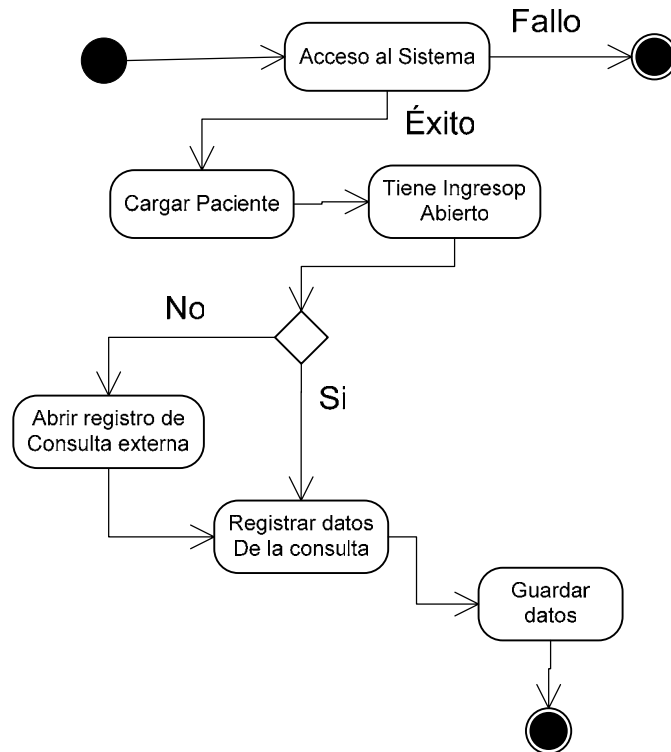 Fallo
Acceso al Sistema
Éxito
Cargar Paciente
Tiene Ingresop
Abierto
No
Si
Abrir registro de
Consulta externa
Registrar datos
De la consulta
Guardar
datos